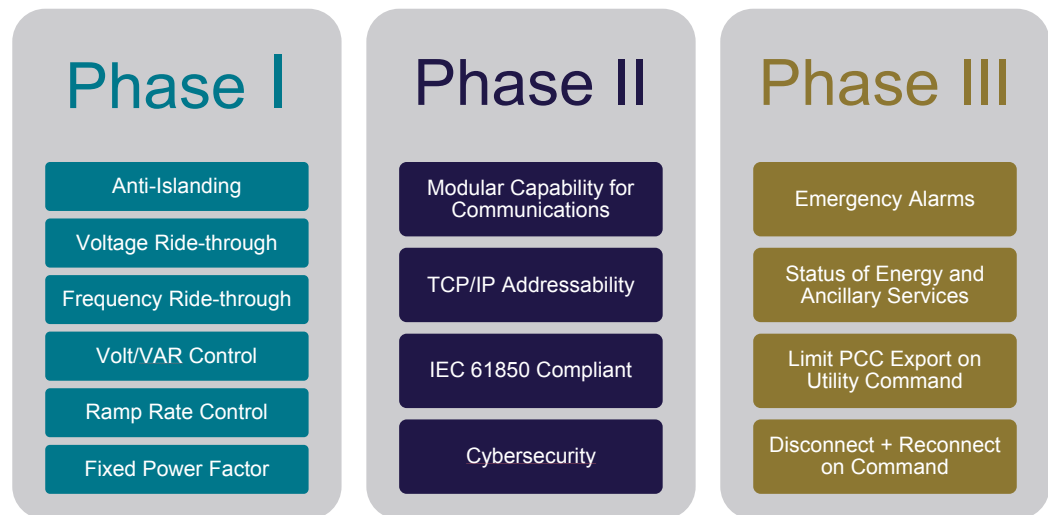 Phase I
Anti-Islanding
Voltage Ride-through
Frequency Ride-through
Volt/VAR Control
Ramp Rate Control
Fixed Power Factor
Phase II
Modular Capability for
Communications
TCP/IP Addressability
IEC 61850 Compliant
Cybersecurity
Phase III
Emergency Alarms
Status of Energy and
Ancillary Services
Limit PCC Export on
Utility Command
Disconnect + Reconnect
on Command